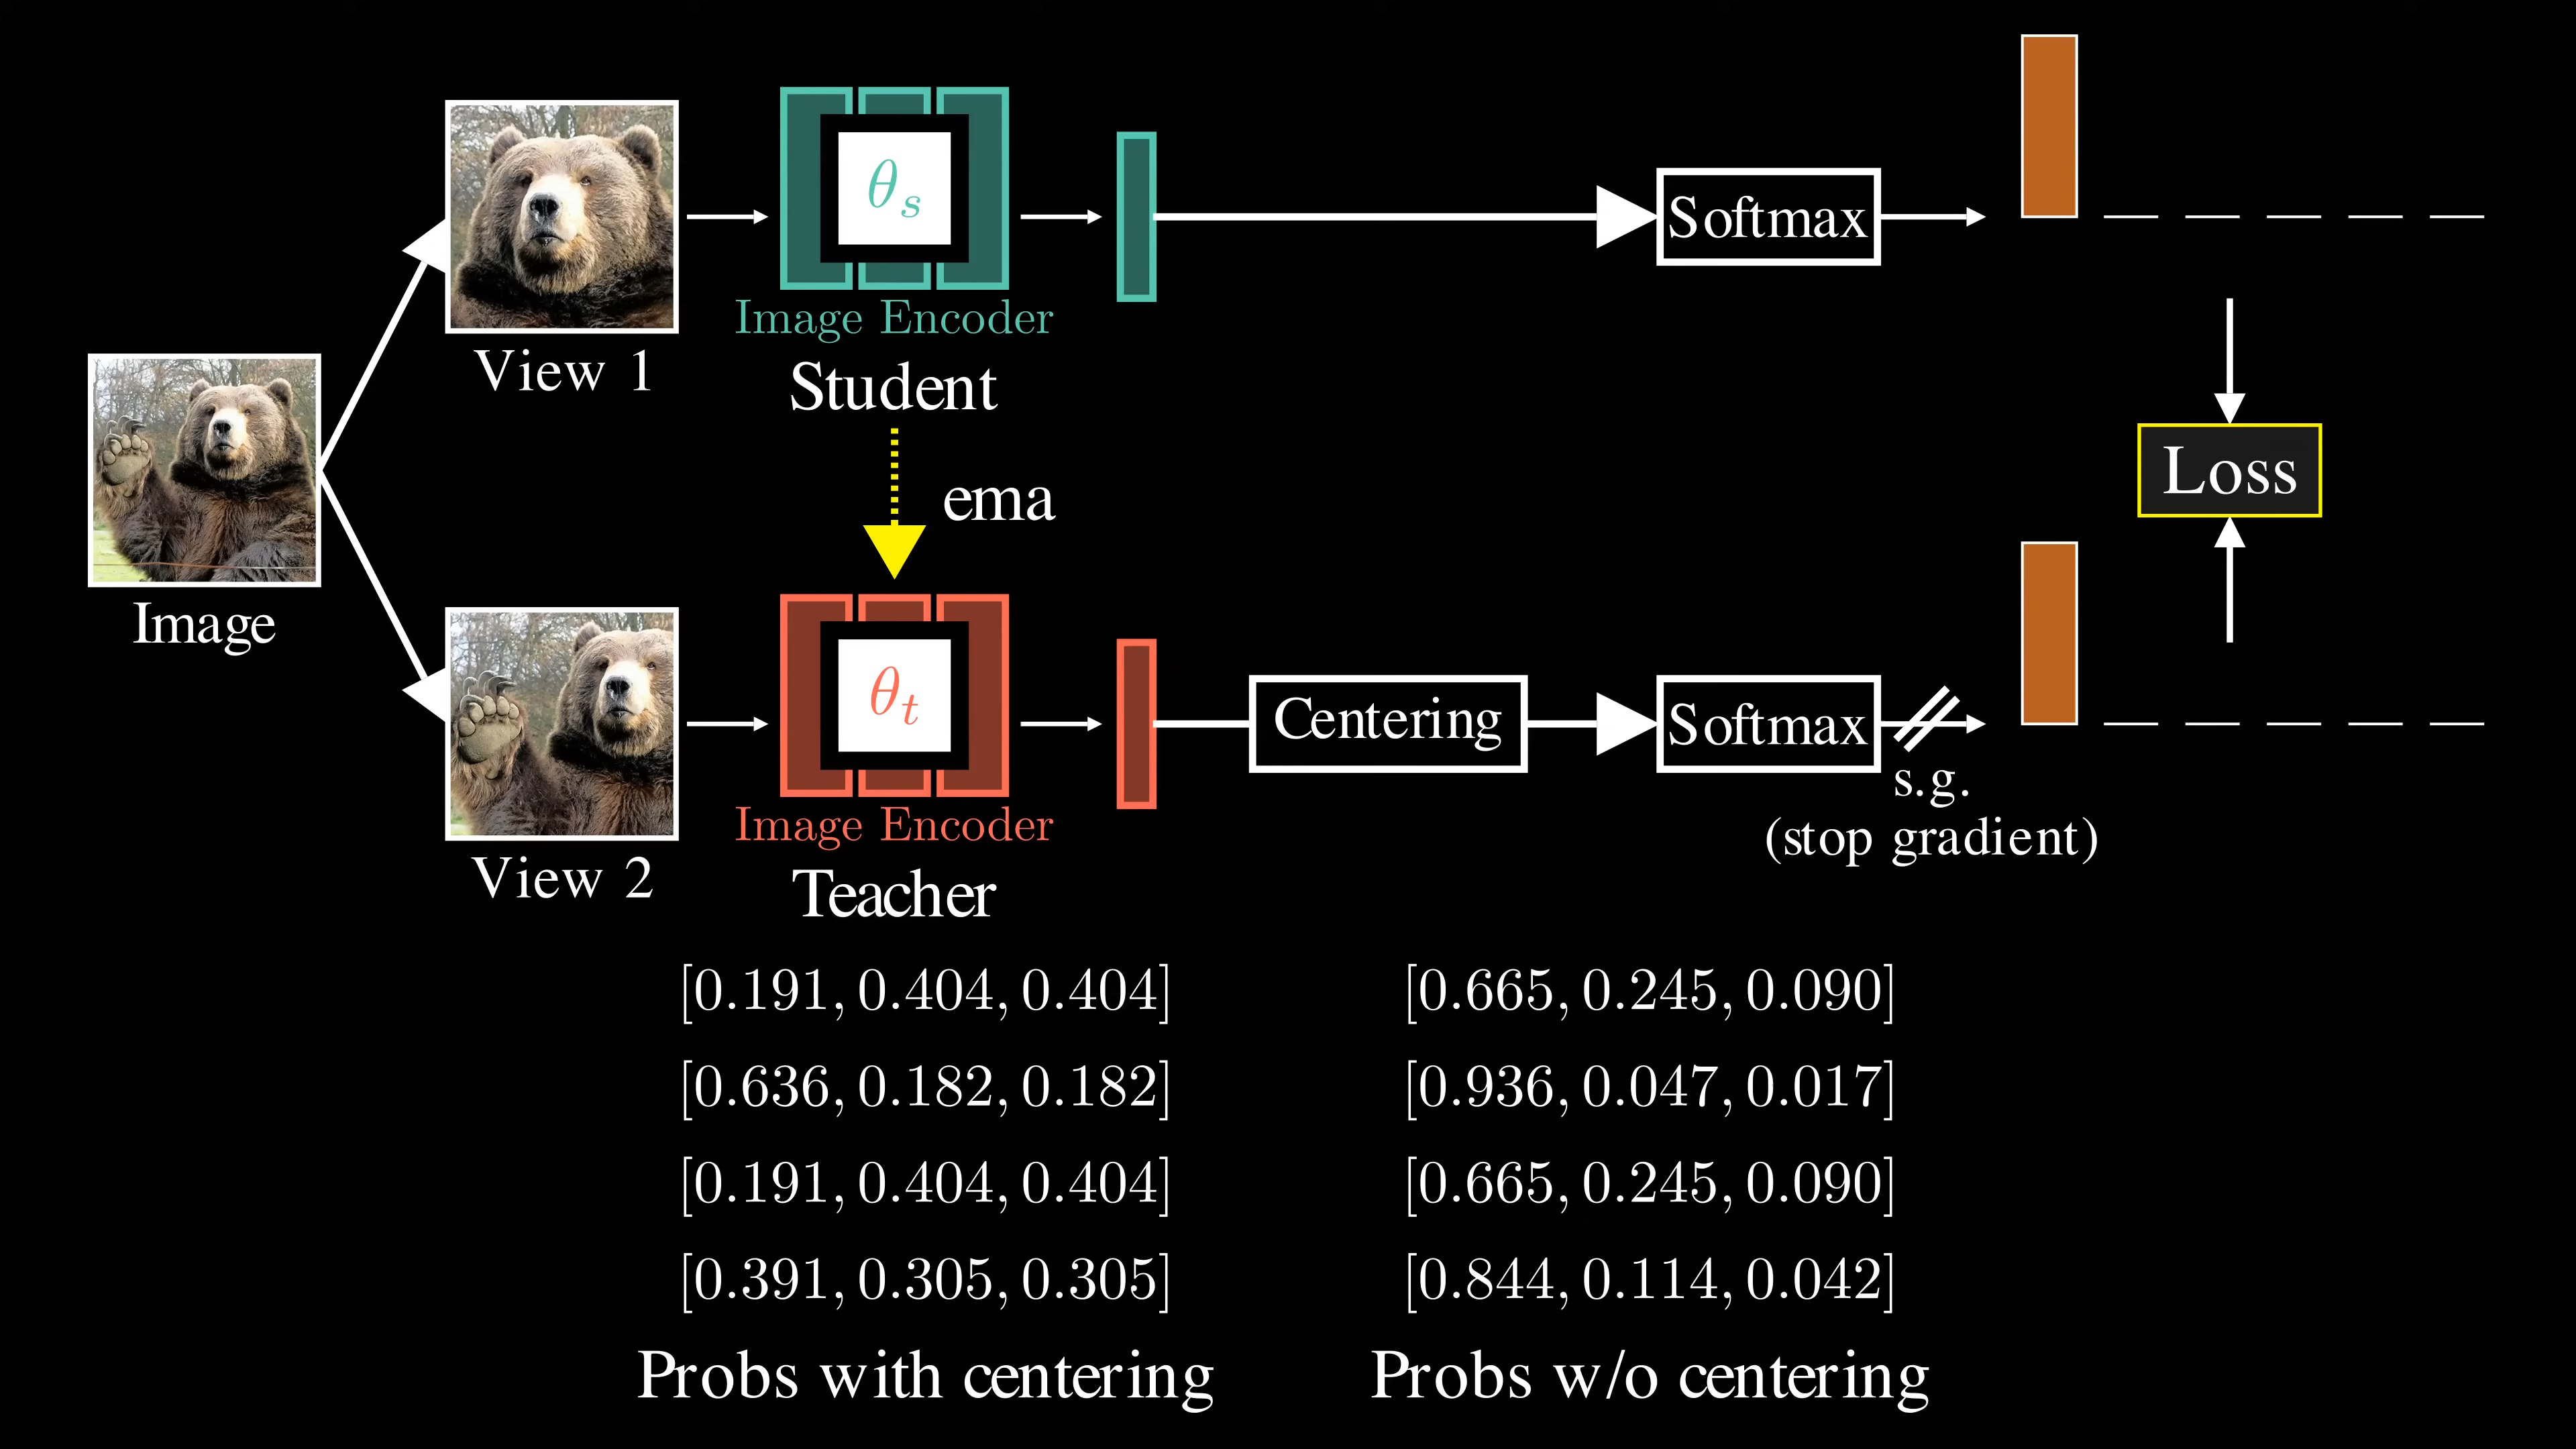 θs
Image Encoder
Student
View 1
Softmax
ema
Image
Loss
θt
Image Encoder
Teacher
View 2
Centering
Softmax
s.g.
(stop gradient)
[0.191, 0.404, 0.404]
[0.636, 0.182, 0.182]
[0.191, 0.404, 0.404]
[0.391, 0.305, 0.305]
Probs with centering
[0.665, 0.245, 0.090]
[0.936, 0.047, 0.017]
[0.665, 0.245, 0.090]
[0.844, 0.114, 0.042]
Probs w/o centering